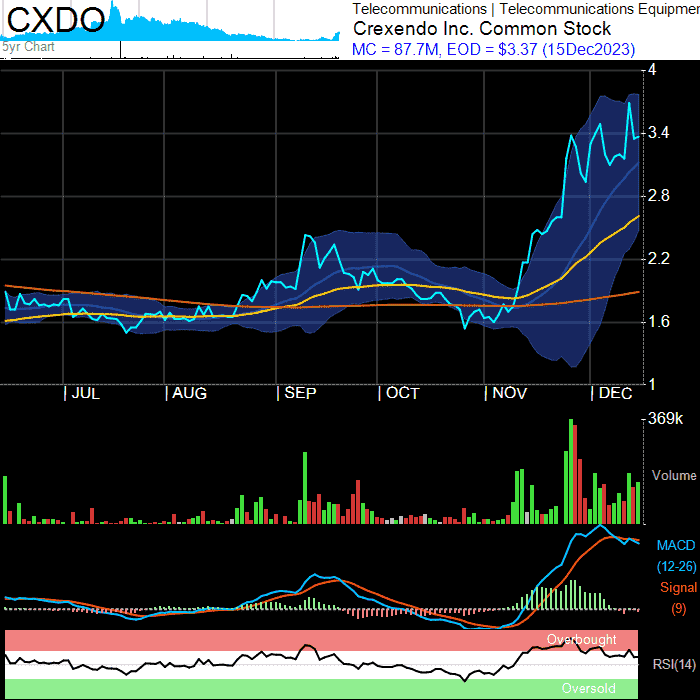 CXDO
5yr Chart
Telecommunications | Telecommunications Equipmer
Crexendo Inc. Common Stock
MC = 87.7M, EOD = $3.37 (15Dec2023)
4
3.4
2.8
2.2
1.6
1
| JUL | AUG | SEP | OCT | NOV | DEC
369k
Volume
MACD
(12-26)
Signal
(9)
Overbought
RSI(14)
Oversold